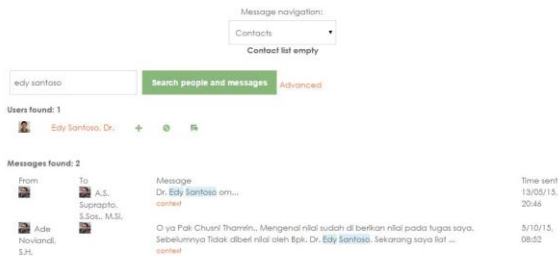 Message navigation:
Contacts
Contact list empty
edy santoso
Search people and messages
Advanced
Users found: 1
Edy Santoso, Dr.
Messages found: 2
From To Message Time sent
A.S. Suprapto, S.Sos., M.Si. Dr. Edy Santoso om... 13/05/15, 20:46
context
Ade Noviandi, S.H. O ya Pak Chusni Thamrin,, Mengenai nilai sudah di berikan nilai pada tugas saya. 5/10/15, 08:52
Sebelumnya Tidak diberi nilai oleh Bpk. Dr. Edy Santoso. Sekarang saya liat ...
context